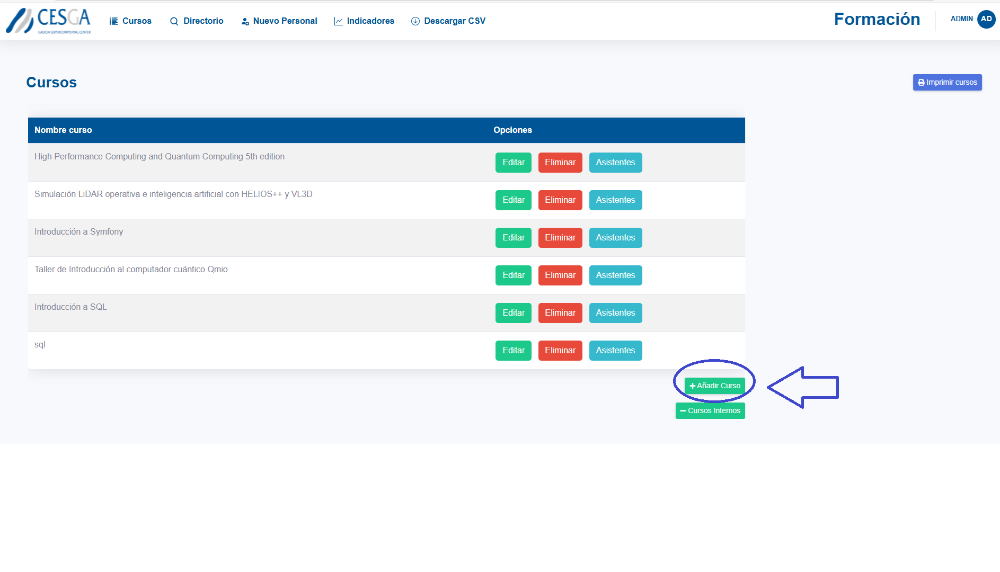 CESGA
GALICIA SUPERCOMPUTING CENTER
Cursos
Directorio
Nuevo Personal
Indicadores
Descargar CSV
Formación
ADMIN
AD
Cursos
Imprimir cursos
Nombre curso
Opciones
High Performance Computing and Quantum Computing 5th edition
Editar
Eliminar
Asistentes
Simulación LiDAR operativa e inteligencia artificial con HELIOS++ y VL3D
Editar
Eliminar
Asistentes
Introducción a Symfony
Editar
Eliminar
Asistentes
Taller de Introducción al computador cuántico Qmio
Editar
Eliminar
Asistentes
Introducción a SQL
Editar
Eliminar
Asistentes
sql
Editar
Eliminar
Asistentes
+ Añadir Curso
− Cursos Internos